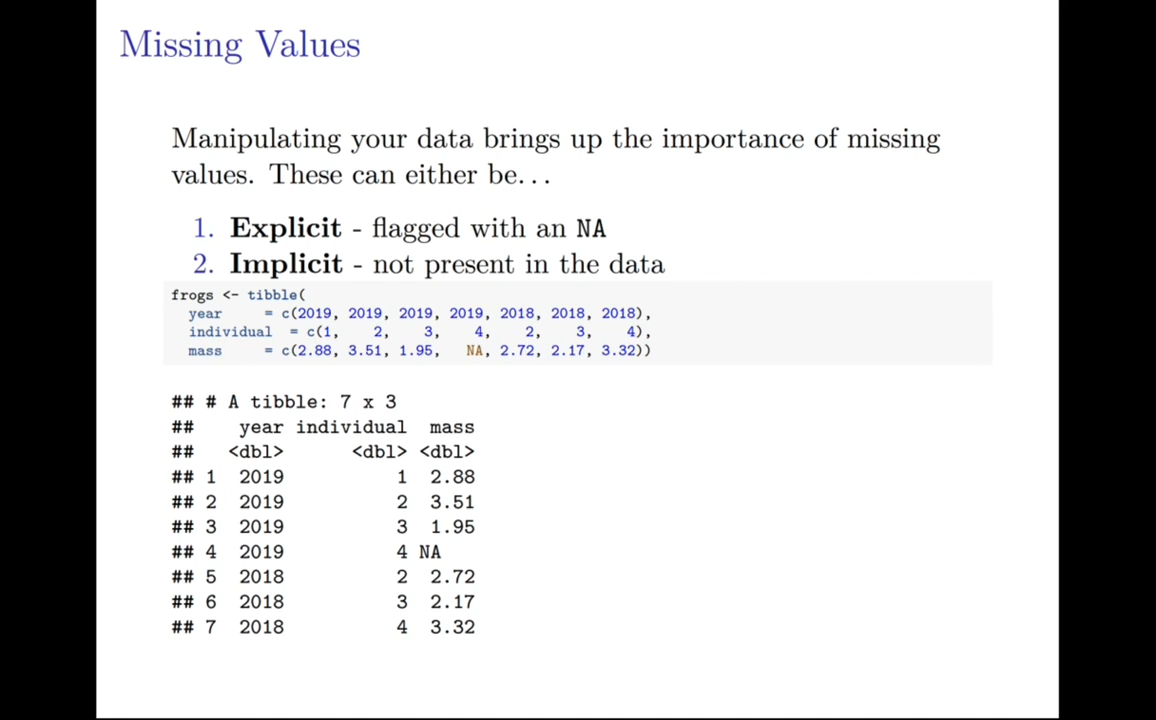 Missing Values
Manipulating your data brings up the importance of missing
values. These can either be...
1. Explicit - flagged with an NA
2. Implicit - not present in the data
frogs <- tibble(
  year       = c(2019, 2019, 2019, 2019, 2018, 2018, 2018),
  individual = c(1,    2,    3,    4,    2,    3,    4),
  mass       = c(2.88, 3.51, 1.95,   NA, 2.72, 2.17, 3.32))
## # A tibble: 7 x 3
##    year individual  mass
##   <dbl>      <dbl> <dbl>
## 1  2019          1  2.88
## 2  2019          2  3.51
## 3  2019          3  1.95
## 4  2019          4 NA
## 5  2018          2  2.72
## 6  2018          3  2.17
## 7  2018          4  3.32